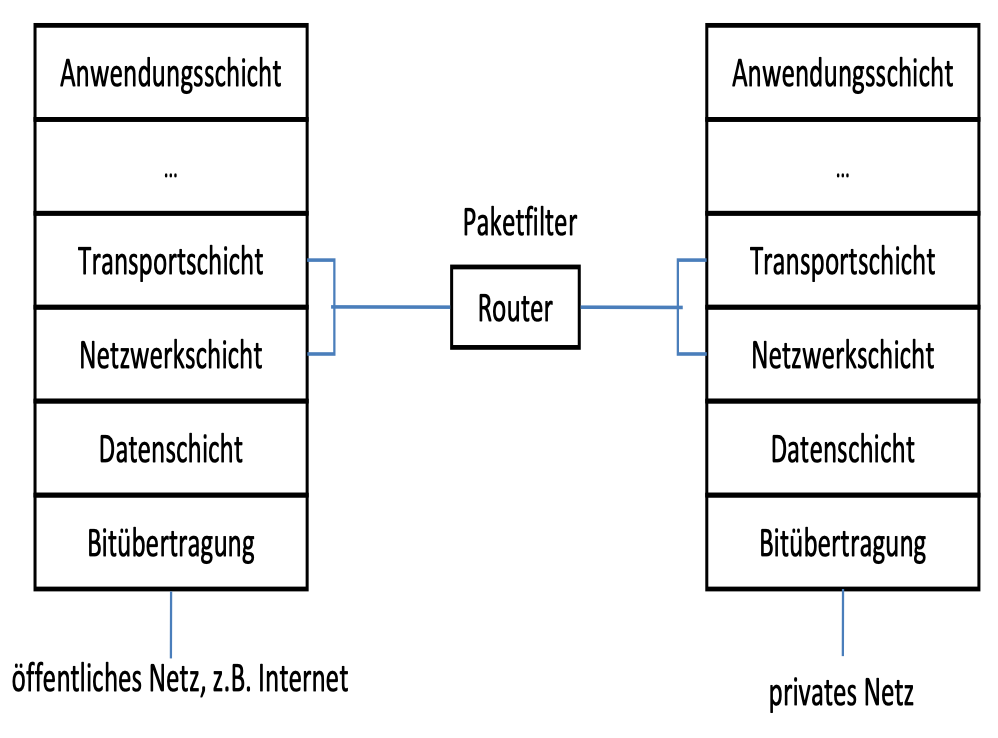 Anwendungsschicht
...
Transportschicht
Netzwerkschicht
Datenschicht
Bitübertragung
öffentliches Netz, z.B. Internet
Paketfilter
Router
Anwendungsschicht
...
Transportschicht
Netzwerkschicht
Datenschicht
Bitübertragung
privates Netz